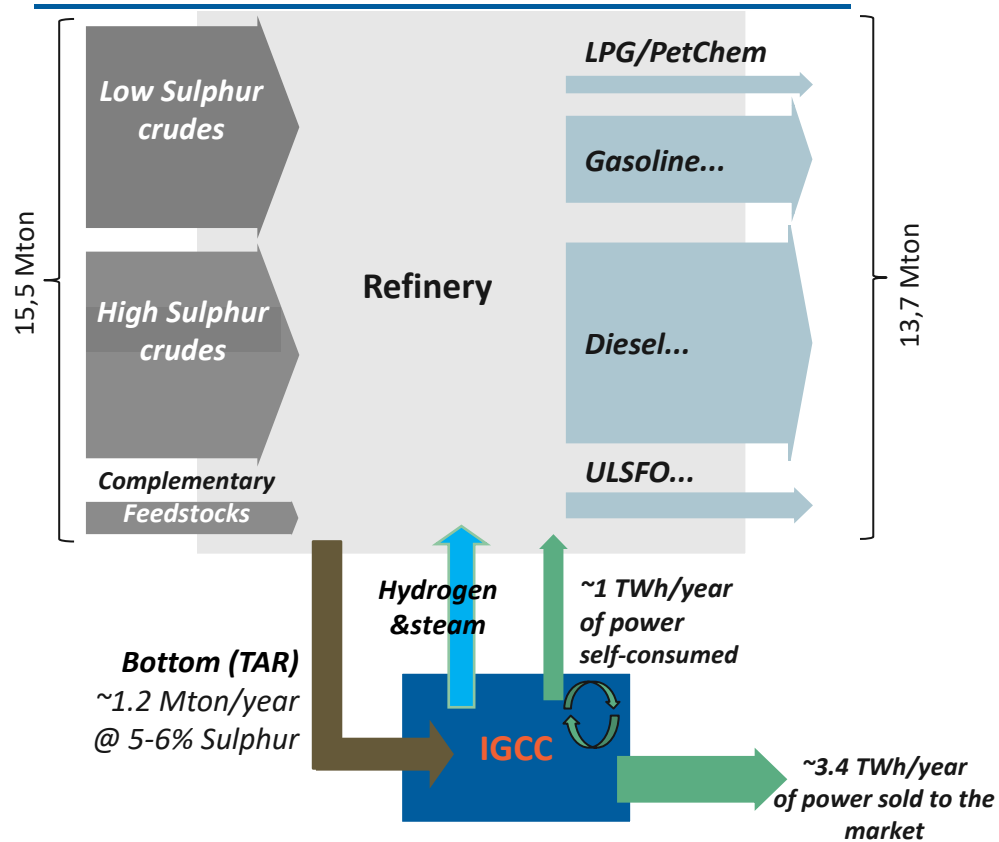 15,5 Mton
Low Sulphur
crudes
High Sulphur
crudes
Complementary
Feedstocks
Refinery
LPG/PetChem
Gasoline...
Diesel...
ULSFO...
13,7 Mton
Bottom (TAR)
~1.2 Mton/year
@ 5-6% Sulphur
Hydrogen
&steam
~1 TWh/year
of power
self-consumed
IGCC
~3.4 TWh/year
of power sold to the
market